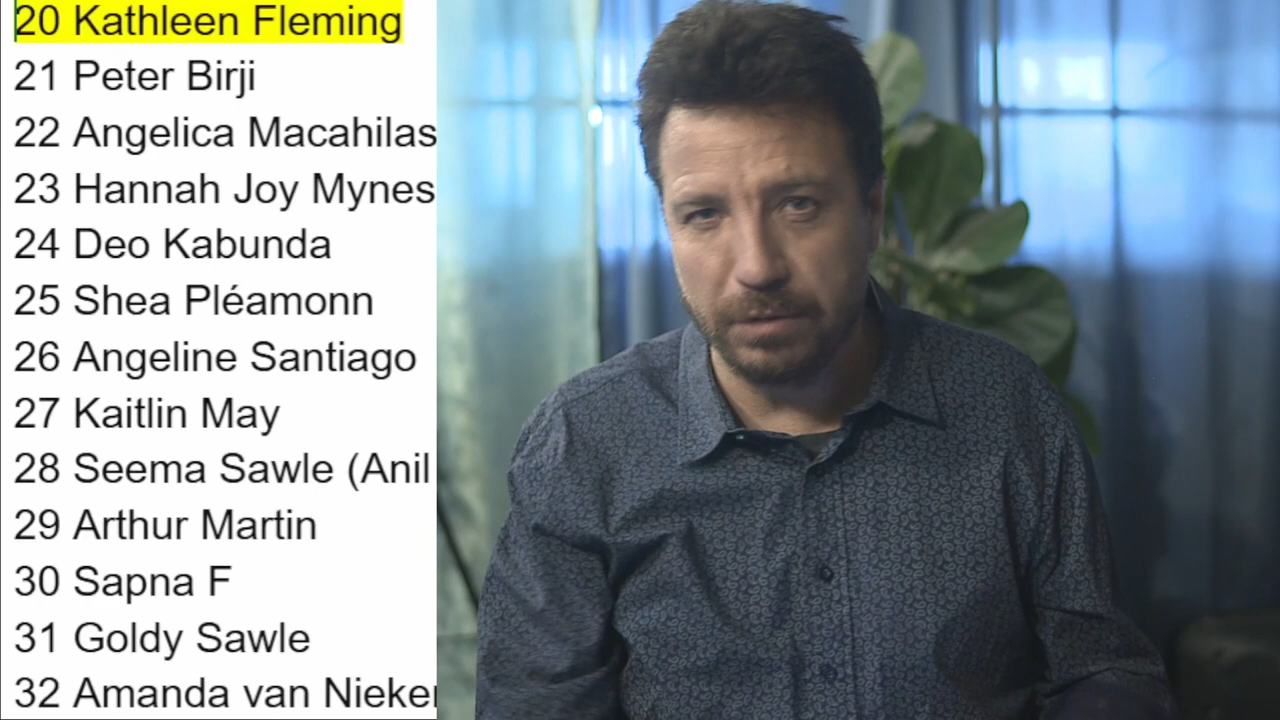 20 Kathleen Fleming
21 Peter Birji
22 Angelica Macahilas
23 Hannah Joy Mynes
24 Deo Kabunda
25 Shea Pléamonn
26 Angeline Santiago
27 Kaitlin May
28 Seema Sawle (Anil
29 Arthur Martin
30 Sapna F
31 Goldy Sawle
32 Amanda van Nieker